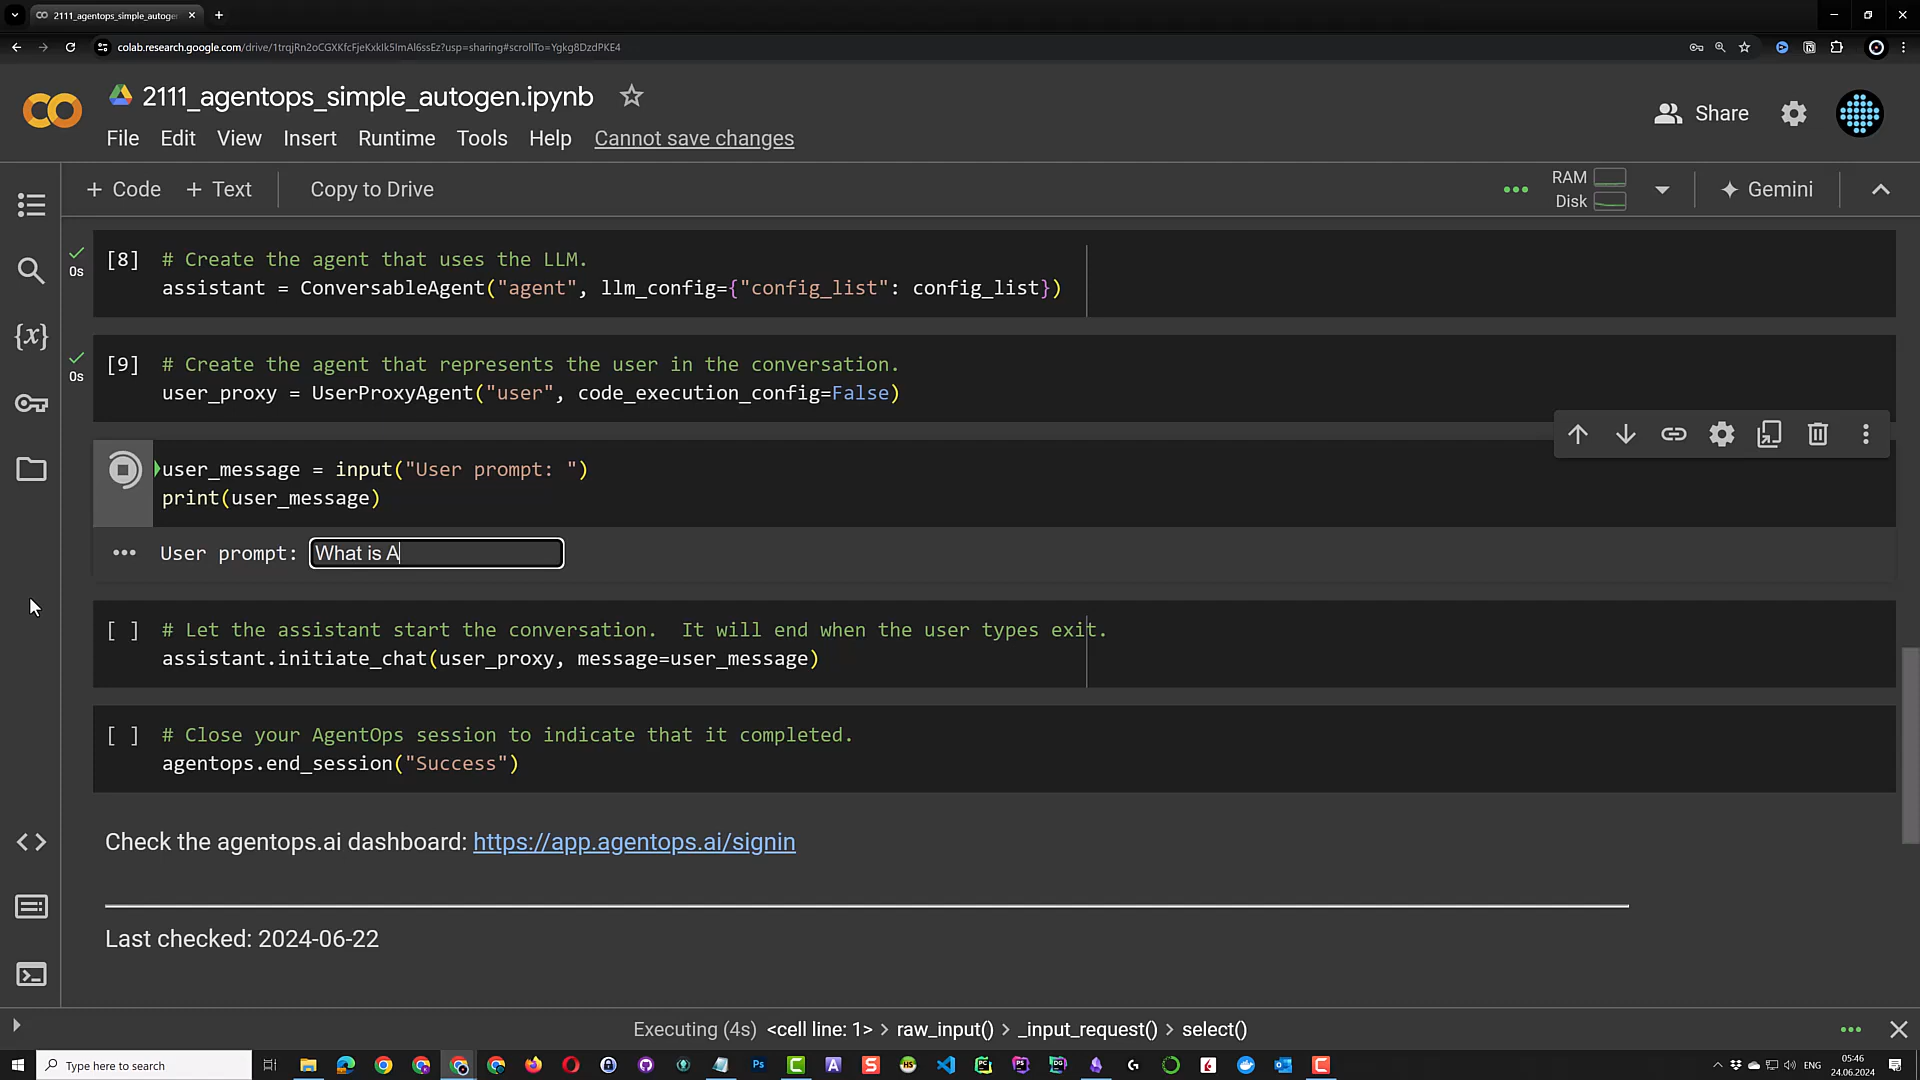 2111_agentops_simple_autogen
colab.research.google.com/drive/1trqjRn2oCGXKfcFjeKxkIk5ImAl6ssEz?usp=sharing#scrollTo=Ygkg8DzdPKE4
2111_agentops_simple_autogen.ipynb
File Edit View Insert Runtime Tools Help Cannot save changes
Share
+ Code + Text Copy to Drive
RAM
Disk
Gemini
[8] # Create the agent that uses the LLM.
0s
assistant = ConversableAgent("agent", llm_config={"config_list": config_list})
[9] # Create the agent that represents the user in the conversation.
0s
user_proxy = UserProxyAgent("user", code_execution_config=False)
user_message = input("User prompt: ")
print(user_message)
User prompt: What is A
[ ] # Let the assistant start the conversation.  It will end when the user types exit.
assistant.initiate_chat(user_proxy, message=user_message)
[ ] # Close your AgentOps session to indicate that it completed.
agentops.end_session("Success")
Check the agentops.ai dashboard: https://app.agentops.ai/signin
Last checked: 2024-06-22
Executing (4s) <cell line: 1> > raw_input() > _input_request() > select()
Type here to search
ENG
05:46
24.06.2024